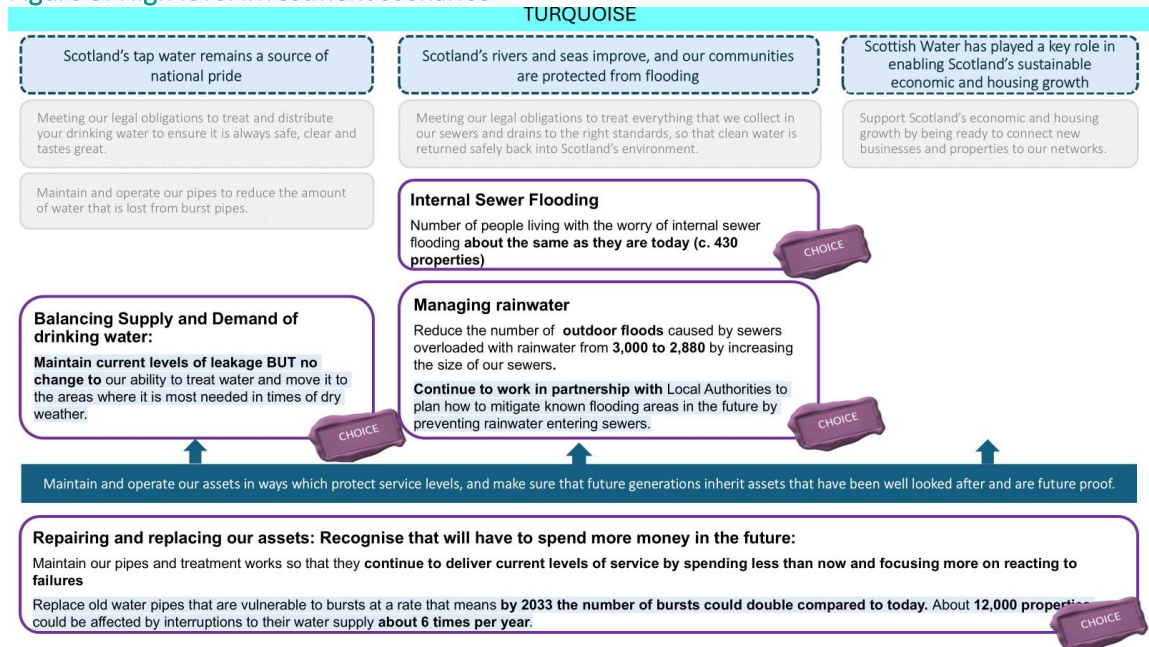 TURQUOISE
Scotland's tap water remains a source of
national pride
Scotland's rivers and seas improve, and our communities
are protected from flooding
Scottish Water has played a key role in
enabling Scotland's sustainable
economic and housing growth
Meeting our legal obligations to treat and distribute
your drinking water to ensure it is always safe, clear and
tastes great.
Meeting our legal obligations to treat everything that we collect
in our sewers and drains to the right standards, so that clean water is
returned safely back into Scotland's environment.
Support Scotland's economic and housing
growth by being ready to connect new
businesses and properties to our networks.
Maintain and operate our pipes to reduce the amount
of water that is lost from burst pipes.
Internal Sewer Flooding
Number of people living with the worry of internal sewer
flooding about the same as they are today (c. 430
properties)
CHOICE
Balancing Supply and Demand of
drinking water:
Maintain current levels of leakage BUT no
change to our ability to treat water and move it to
the areas where it is most needed in times of dry
weather.
CHOICE
Managing rainwater
Reduce the number of outdoor floods caused by sewers
overloaded with rainwater from 3,000 to 2,880 by increasing
the size of our sewers.
Continue to work in partnership with Local Authorities to
plan how to mitigate known flooding areas in the future by
preventing rainwater entering sewers.
CHOICE
Maintain and operate our assets in ways which protect service levels, and make sure that future generations inherit assets that have been well looked after and are future proof.
Repairing and replacing our assets: Recognise that will have to spend more money in the future:
Maintain our pipes and treatment works so that they continue to deliver current levels of service by spending less than now and focusing more on reacting to
failures
Replace old water pipes that are vulnerable to bursts at a rate that means by 2033 the number of bursts could double compared to today. About 12,000 properties
could be affected by interruptions to their water supply about 6 times per year.
CHOICE